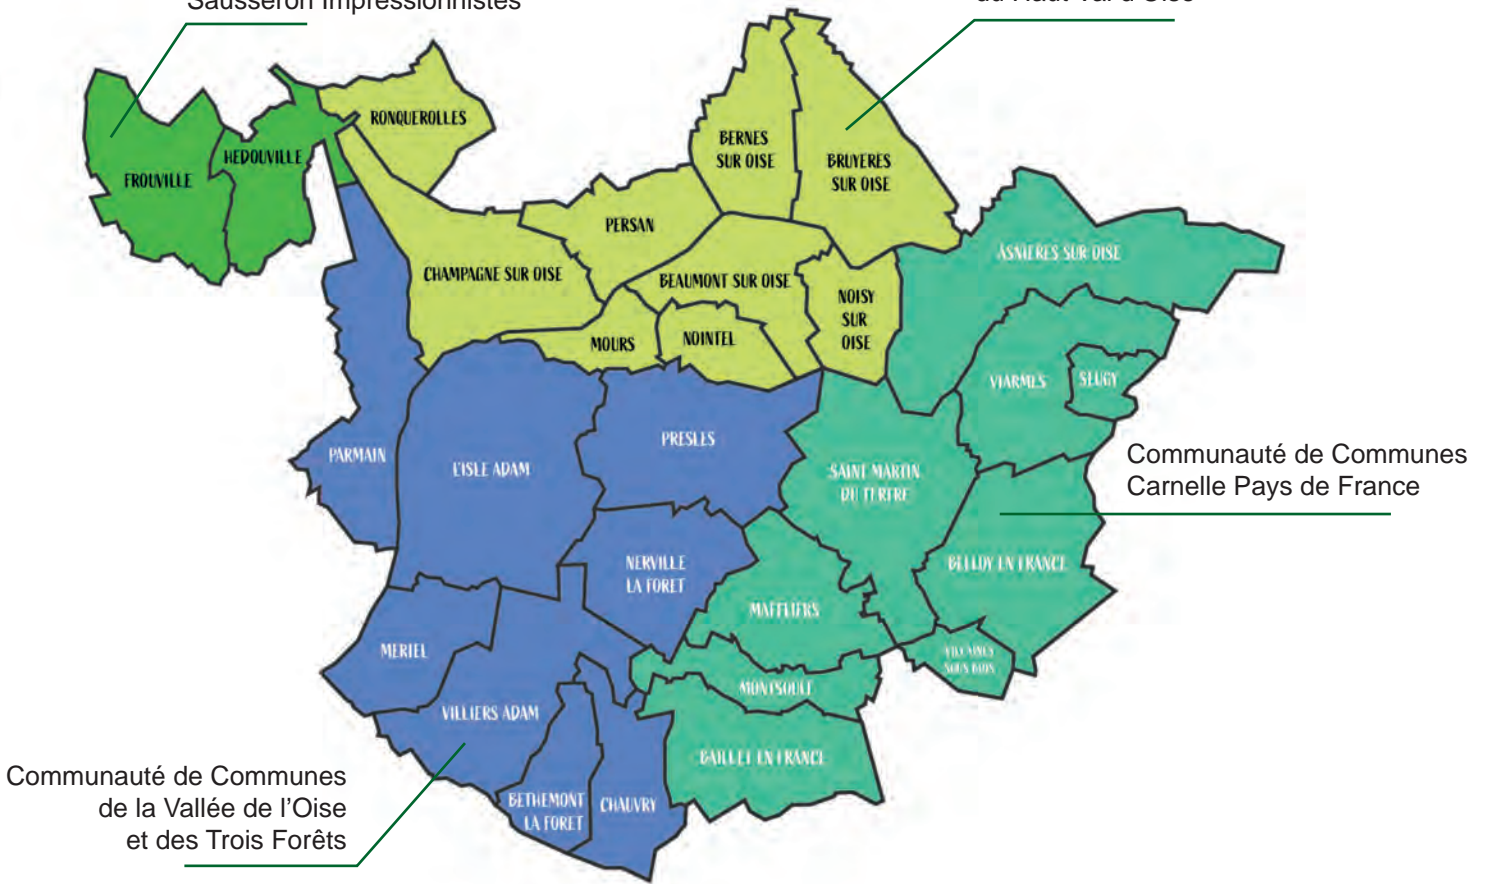 Sausseron Impressionnistes
du Haut Val d'Oise
RONQUEROLLES
BERNES
SUR OISE
BRUYERES
SUR OISE
HEDOUVILLE
FROUVILLE
PERSAN
ASNIERES SUR OISE
CHAMPAGNE SUR OISE
BEAUMONT SUR OISE
NOISY
SUR
OISE
MOURS
NOINTEL
VIARMES
SEUGY
PARMAIN
L'ISLE ADAM
PRESLES
SAINT MARTIN
DU TERTRE
Communauté de Communes
Carnelle Pays de France
NERVILLE
LA FORET
BELLOY EN FRANCE
MAFFLIERS
MERIEL
VILLAINES
SOUS BOIS
MONTSOULT
VILLIERS ADAM
BAILLET EN FRANCE
Communauté de Communes
de la Vallée de l'Oise
et des Trois Forêts
BETHEMONT
LA FORET
CHAUVRY